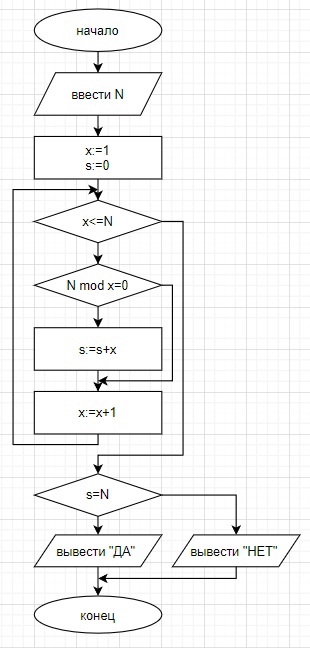 начало
ввести N
x:=1
s:=0
x<=N
N mod x=0
s:=s+x
x:=x+1
s=N
вывести "ДА"
вывести "НЕТ"
конец